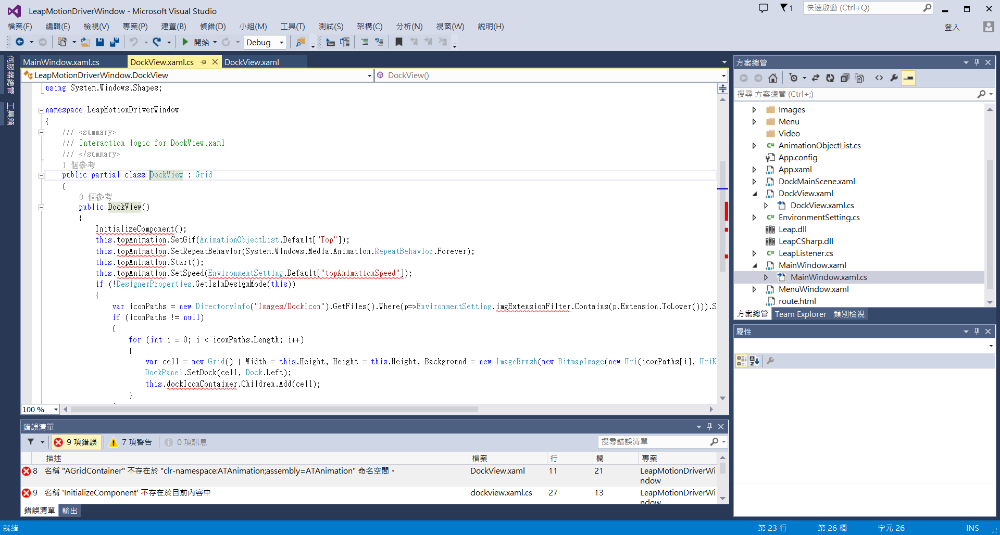 LeapMotionDriverWindow - Microsoft Visual Studio
1
快速啟動 (Ctrl+Q)
檔案(F) 編輯(E) 檢視(V) 專案(P) 建置(B) 偵錯(D) 小組(M) 工具(T) 測試(S) 架構(C) 分析(N) 視窗(W) 說明(H)
登入
開始 Debug
伺服器總管
工具箱
MainWindow.xaml.cs DockView.xaml.cs DockView.xaml
LeapMotionDriverWindow.DockView DockView()
using System.Windows.Shapes;
namespace LeapMotionDriverWindow
{
/// <summary>
/// Interaction logic for DockView.xaml
/// </summary>
1 個參考
public partial class DockView : Grid
{
0 個參考
public DockView()
{
InitializeComponent();
this.topAnimation.SetGif(AnimationObjectList.Default["Top"]);
this.topAnimation.SetRepeatBehavior(System.Windows.Media.Animation.RepeatBehavior.Forever);
this.topAnimation.Start();
this.topAnimation.SetSpeed(EnvironmentSetting.Default["topAnimationSpeed"]);
if (!DesignerProperties.GetIsInDesignMode(this))
{
var iconPaths = new DirectoryInfo("Images/DockIcon").GetFiles().Where(p=>EnvironmentSetting.imgExtensionFilter.Contains(p.Extension.ToLower())).S
if (iconPaths != null)
{
for (int i = 0; i < iconPaths.Length; i++)
{
var cell = new Grid() { Width = this.Height, Height = this.Height, Background = new ImageBrush(new BitmapImage(new Uri(iconPaths[i], UriK
DockPanel.SetDock(cell, Dock.Left);
this.dockIconContainer.Children.Add(cell);
}
100 %
錯誤清單
9 項錯誤 7 項警告 0 項訊息
搜尋錯誤清單
描述 檔案 行 欄 專案
8 名稱 "AGridContainer" 不存在於 "clr-namespace:ATAnimation;assembly=ATAnimation" 命名空間。 DockView.xaml 11 21 LeapMotionDriverWi
ndow
9 名稱 'InitializeComponent' 不存在於目前內容中 dockview.xaml.cs 27 13 LeapMotionDriverWi
ndow
錯誤清單 輸出
方案總管
搜尋 方案總管 (Ctrl+;)
Images
Menu
Video
AnimationObjectList.cs
App.config
App.xaml
DockMainScene.xaml
DockView.xaml
DockView.xaml.cs
EnvironmentSetting.cs
Leap.dll
LeapCSharp.dll
LeapListener.cs
MainWindow.xaml
MainWindow.xaml.cs
MenuWindow.xaml
route.html
方案總管 Team Explorer 類別檢視
屬性
就緒 第 23 行 第 26 欄 字元 26 INS